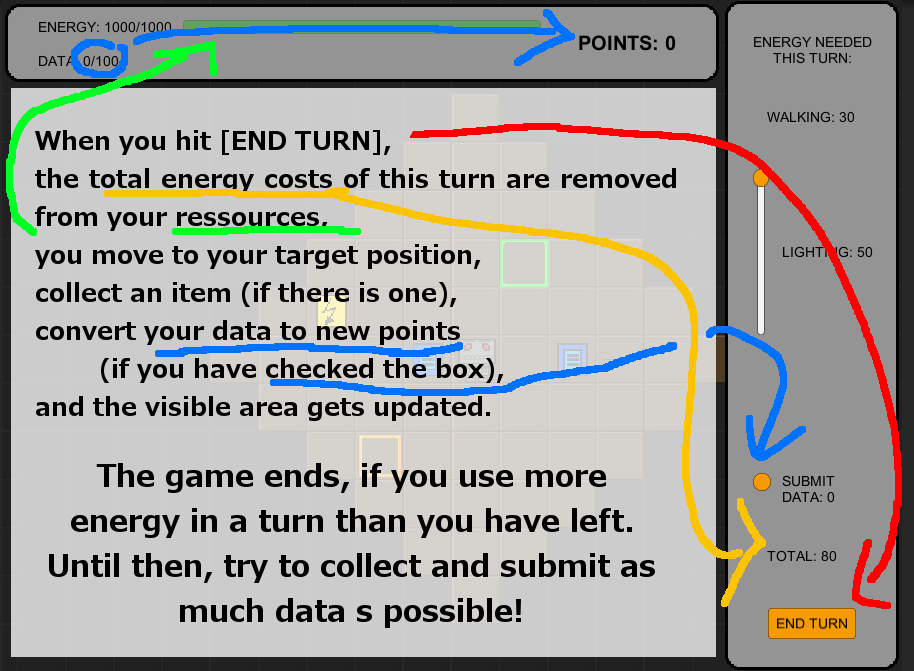 ENERGY: 1000/1000
DATA: 0/100
POINTS: 0
When you hit [END TURN],
the total energy costs of this turn are removed
from your ressources,
you move to your target position,
collect an item (if there is one),
convert your data to new points
(if you have checked the box),
and the visible area gets updated.
The game ends, if you use more
energy in a turn than you have left.
Until then, try to collect and submit as
much data s possible!
ENERGY NEEDED
THIS TURN:
WALKING: 30
LIGHTING: 50
SUBMIT
DATA: 0
TOTAL: 80
END TURN